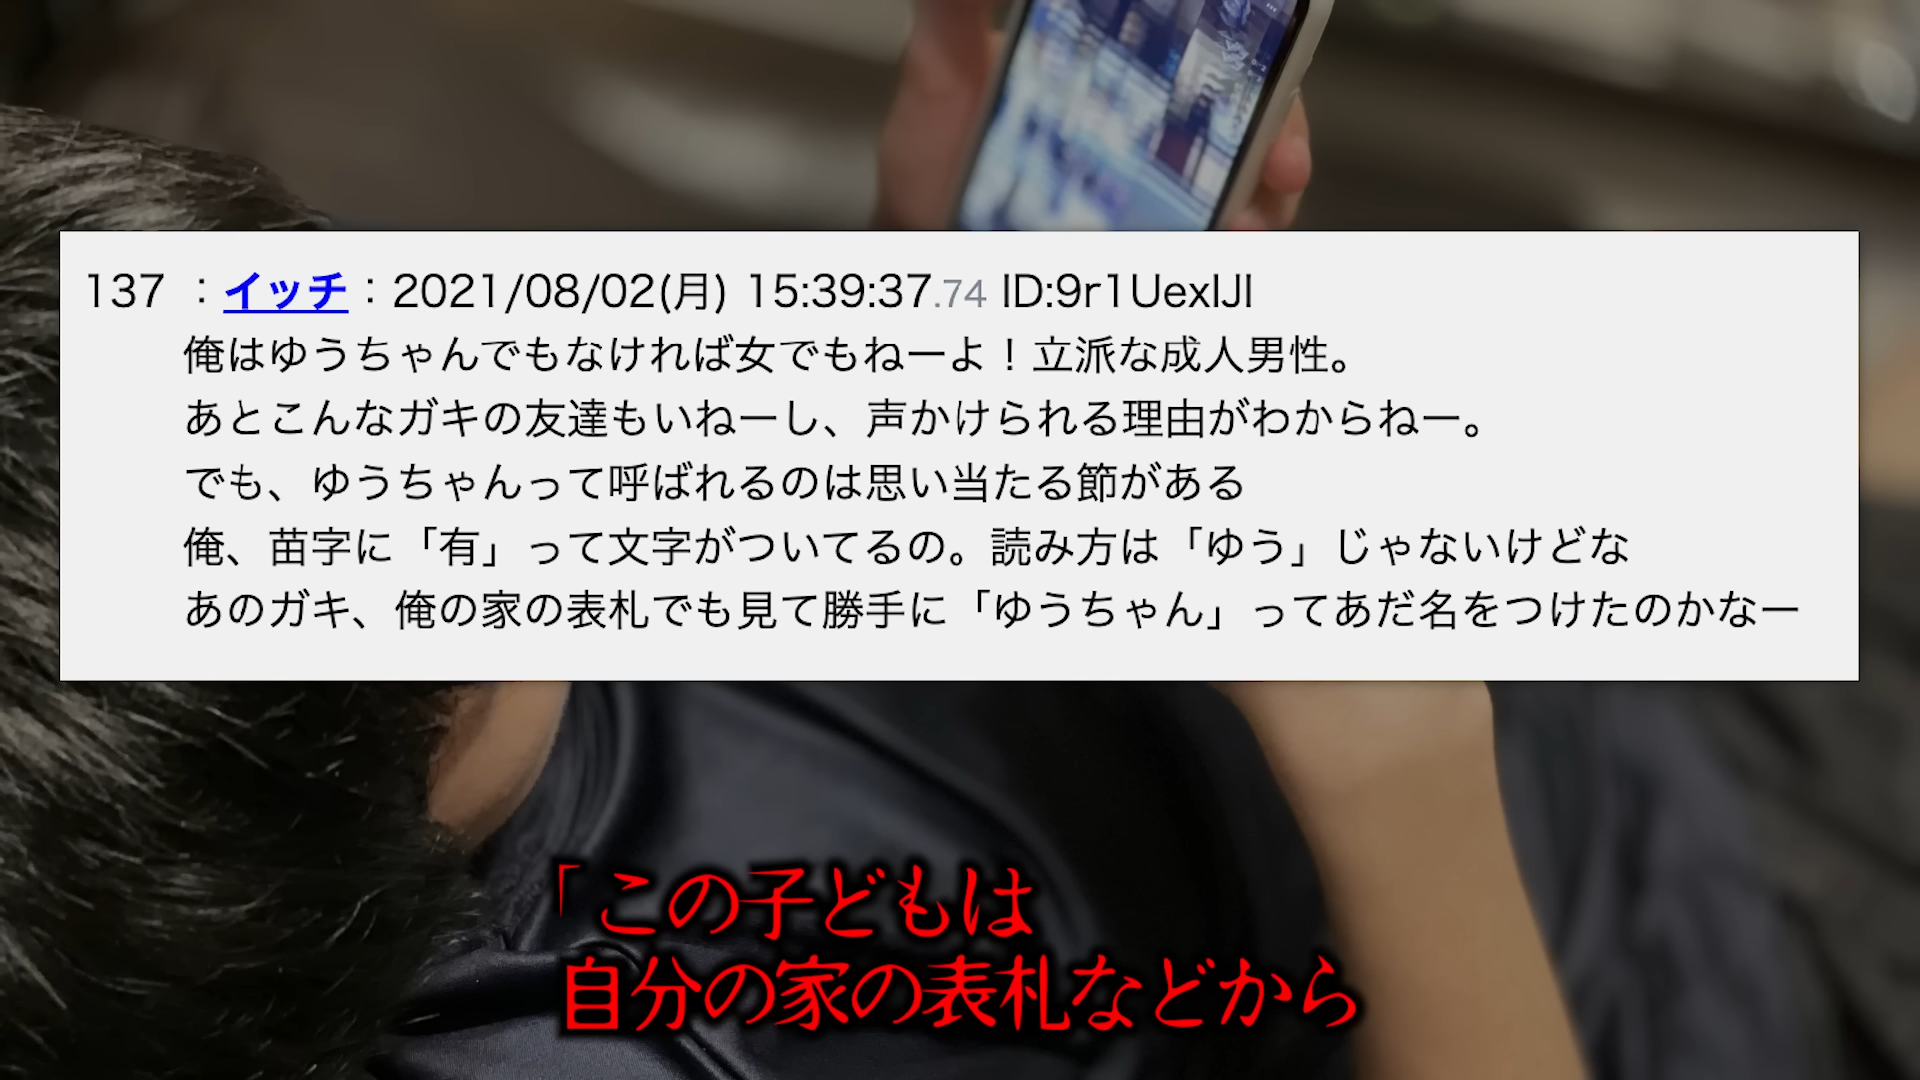 137 ：イッチ：2021/08/02(月) 15:39:37.74 ID:9r1UexIJI
俺はゆうちゃんでもなければ女でもねーよ！立派な成人男性。
あとこんなガキの友達もいねーし、声かけられる理由がわからねー。
でも、ゆうちゃんって呼ばれるのは思い当たる節がある
俺、苗字に「有」って文字がついてるの。読み方は「ゆう」じゃないけどな
あのガキ、俺の家の表札でも見て勝手に「ゆうちゃん」ってあだ名をつけたのかなー
「この子どもは
自分の家の表札などから